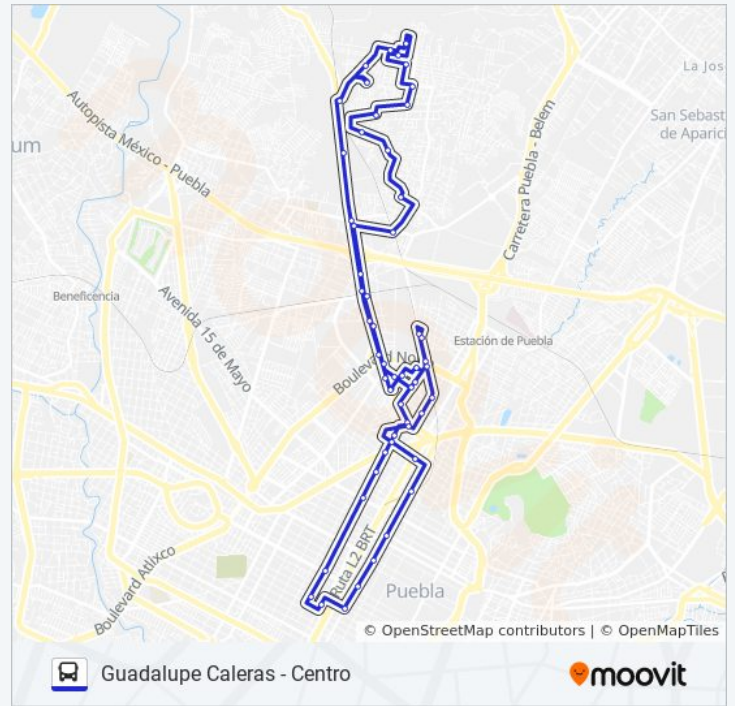 La Jos
San Sebast
de Aparici
Autopista México - Puebla
um
Carretera Puebla - Belem
Beneficencia
Avenida 15 de Mayo
Estación de Puebla
Boulevard No
Ruta L2 BRT
Boulevard Atlixco
Puebla
© OpenStreetMap contributors | © OpenMapTiles
Guadalupe Caleras - Centro
moovit